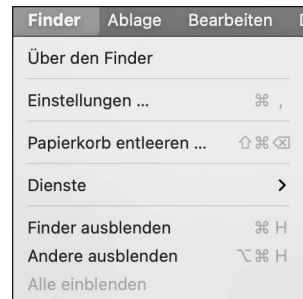 Finder Ablage Bearbeiten
Über den Finder
Einstellungen ... ⌘ ,
Papierkorb entleeren ... ⇧⌘⌫
Dienste >
Finder ausblenden ⌘ H
Andere ausblenden ⌥⌘ H
Alle einblenden